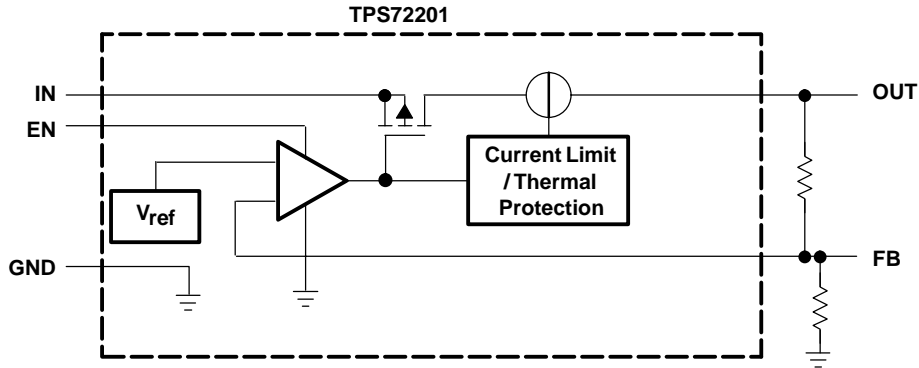 TPS72201
IN
OUT
EN
Current Limit
/ Thermal
Protection
Vref
GND
FB